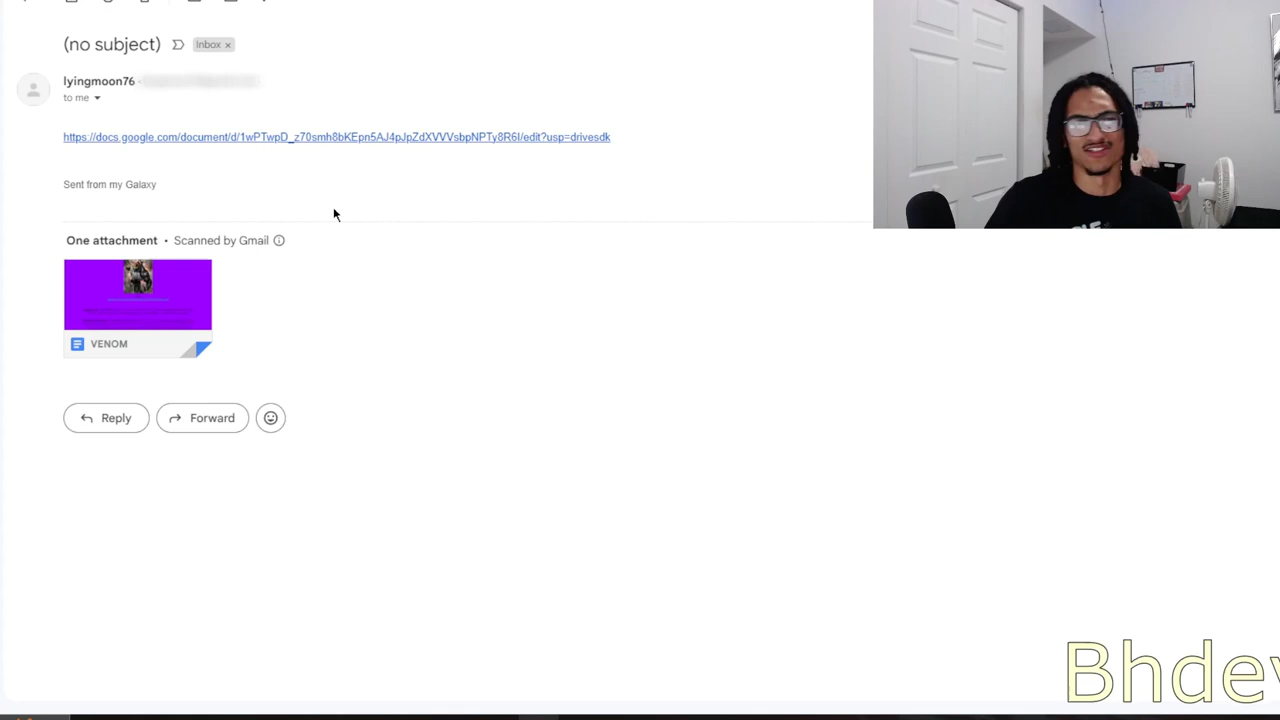 (no subject)
Inbox ×
lyingmoon76
to me
https://docs.google.com/document/d/1wPTwpD_z70smh8bKEpn5AJ4pJpZdXVVVsbpNPTy8R6I/edit?usp=drivesdk
Sent from my Galaxy
One attachment • Scanned by Gmail
VENOM
Reply
Forward
Bhdev